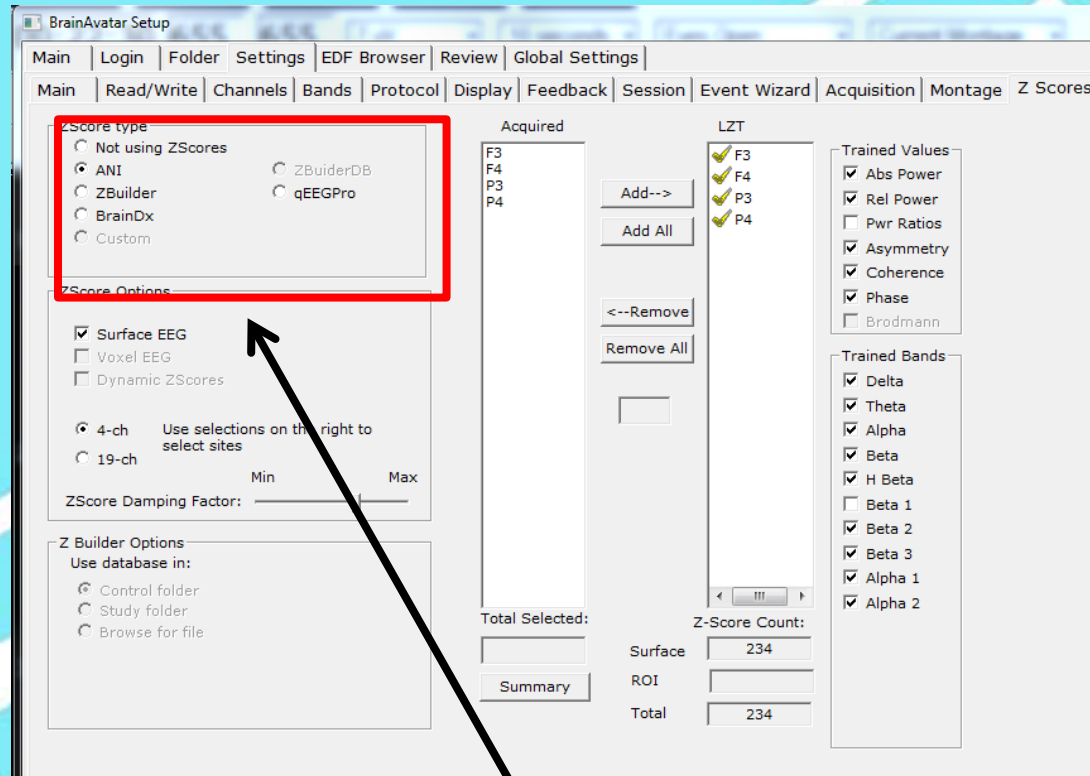 BrainAvatar Setup
Main Login Folder Settings EDF Browser Review Global Settings
Main Read/Write Channels Bands Protocol Display Feedback Session Event Wizard Acquisition Montage Z Scores
ZScore type
Not using ZScores
ANI ZBuiderDB
ZBuilder qEEGPro
BrainDx
Custom
ZScore Options
Surface EEG
Voxel EEG
Dynamic ZScores
4-ch Use selections on the right to
select sites
19-ch
Min Max
ZScore Damping Factor:
Z Builder Options
Use database in:
Control folder
Study folder
Browse for file
Acquired
F3
F4
P3
P4
Total Selected:
Summary
Add-->
Add All
<--Remove
Remove All
LZT
F3
F4
P3
P4
Z-Score Count:
Surface 234
ROI
Total 234
Trained Values
Abs Power
Rel Power
Pwr Ratios
Asymmetry
Coherence
Phase
Brodmann
Trained Bands
Delta
Theta
Alpha
Beta
H Beta
Beta 1
Beta 2
Beta 3
Alpha 1
Alpha 2